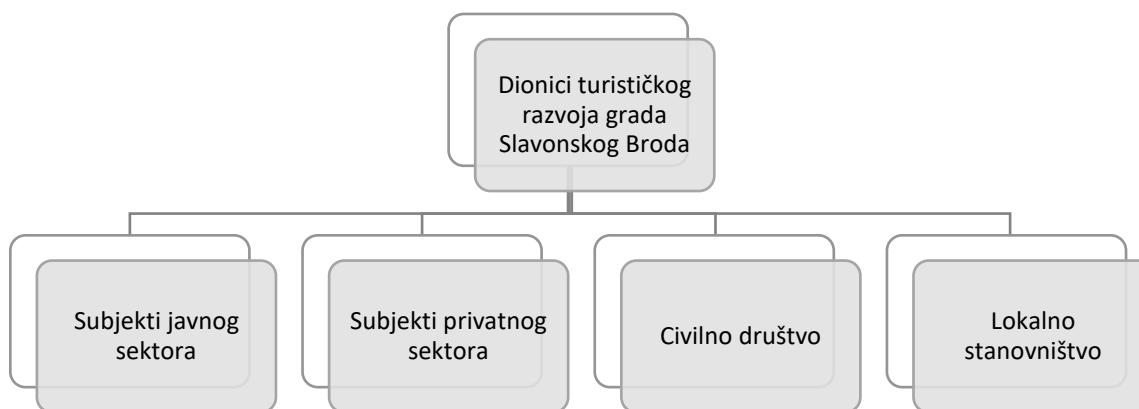 Dionici turističkog
razvoja grada
Slavonskog Broda
Subjekti javnog
sektora
Subjekti privatnog
sektora
Civilno društvo
Lokalno
stanovništvo